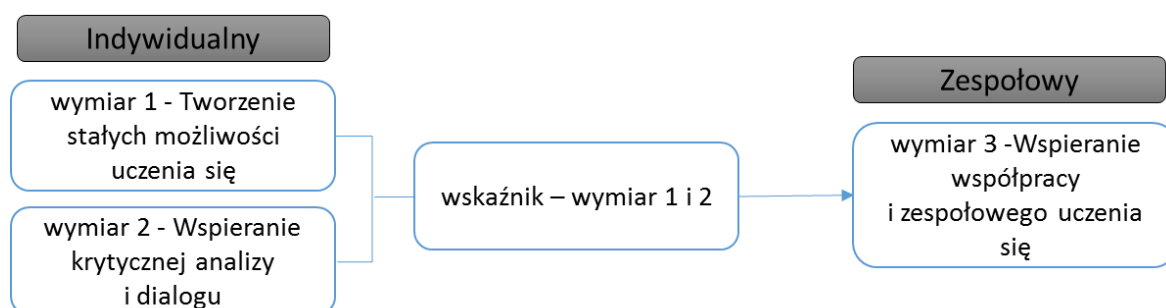 Indywidualny
wymiar 1 - Tworzenie
stałych możliwości
uczenia się
wymiar 2 - Wspieranie
krytycznej analizy
i dialogu
wskaźnik – wymiar 1 i 2
Zespołowy
wymiar 3 -Wspieranie
współpracy
i zespołowego uczenia
się